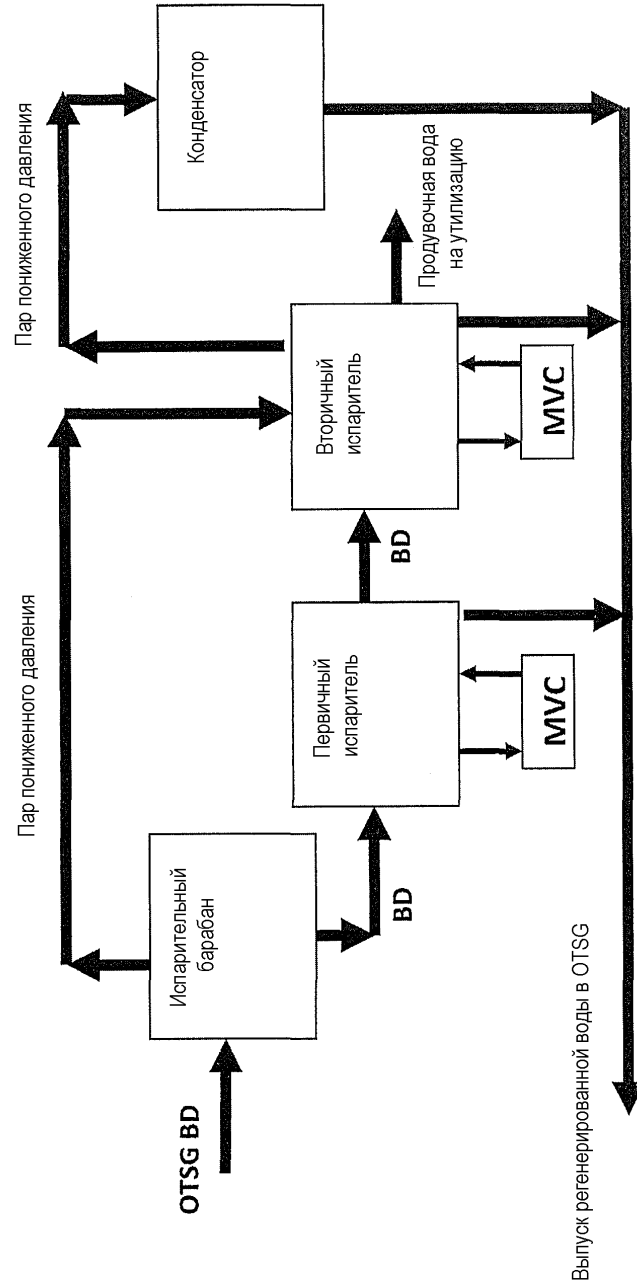 Пар пониженного давления
Пар пониженного давления
OTSG BD
Испарительный
барабан
BD
Первичный
испаритель
MVC
BD
Вторичный
испаритель
MVC
Продувочная вода
на утилизацию
Конденсатор
Выпуск регенерированной воды в OTSG